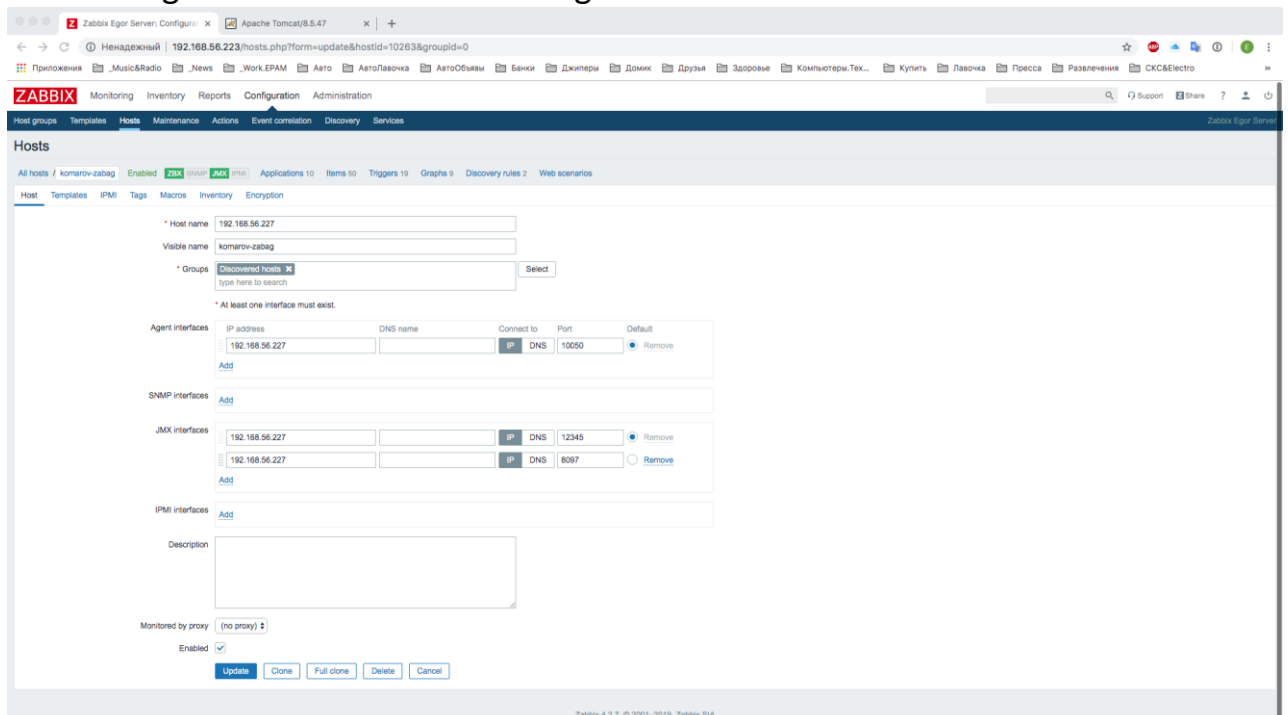 Zabbix Egor Server: Configura
Apache Tomcat/8.5.47
Ненадежный | 192.168.56.223/hosts.php?form=update&hostid=10263&groupid=0
Приложения _Music&Radio _News _Work.EPAM Авто АвтоЛавочка АвтоОбъявы Банки Джиперы Домик Друзья Здоровье Компьютеры.Тех... Купить Лавочка Пресса Развлечения СКС&Electro »
ZABBIX Monitoring Inventory Reports Configuration Administration Support Share ?
Host groups Templates Hosts Maintenance Actions Event correlation Discovery Services Zabbix Egor Server
Hosts
All hosts / komarov-zabag Enabled ZBX SNMP JMX IPMI Applications 10 Items 50 Triggers 19 Graphs 9 Discovery rules 2 Web scenarios
Host Templates IPMI Tags Macros Inventory Encryption
* Host name 192.168.56.227
Visible name komarov-zabag
* Groups Discovered hosts Select
type here to search
* At least one interface must exist.
Agent interfaces IP address DNS name Connect to Port Default
192.168.56.227 IP DNS 10050 Remove
Add
SNMP interfaces Add
JMX interfaces 192.168.56.227 IP DNS 12345 Remove
192.168.56.227 IP DNS 8097 Remove
Add
IPMI interfaces Add
Description
Monitored by proxy (no proxy)
Enabled
Update Clone Full clone Delete Cancel